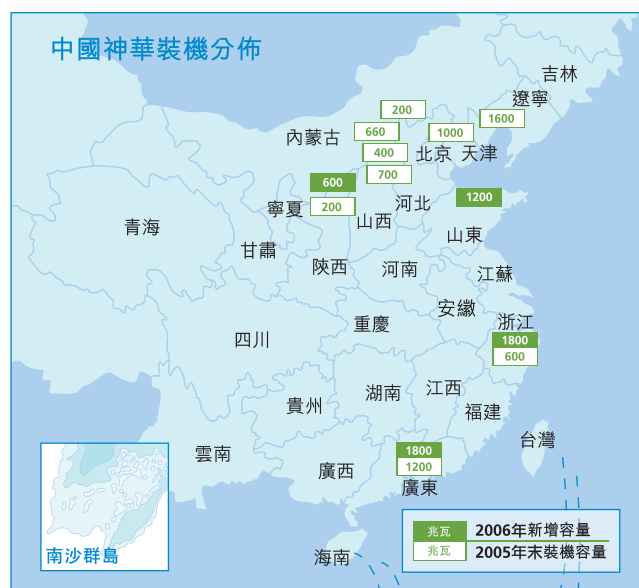 中國神華裝機分佈
吉林
遼寧
200
1600
660
1000
內蒙古
400
北京
天津
700
600
200
寧夏
1200
河北
山西
青海
山東
甘肅
陝西
河南
江蘇
安徽
浙江
重慶
四川
1800
600
湖南
江西
貴州
福建
台灣
雲南
廣西
1800
1200
廣東
南沙群島
海南
兆瓦 2006年新增容量
兆瓦 2005年末裝機容量